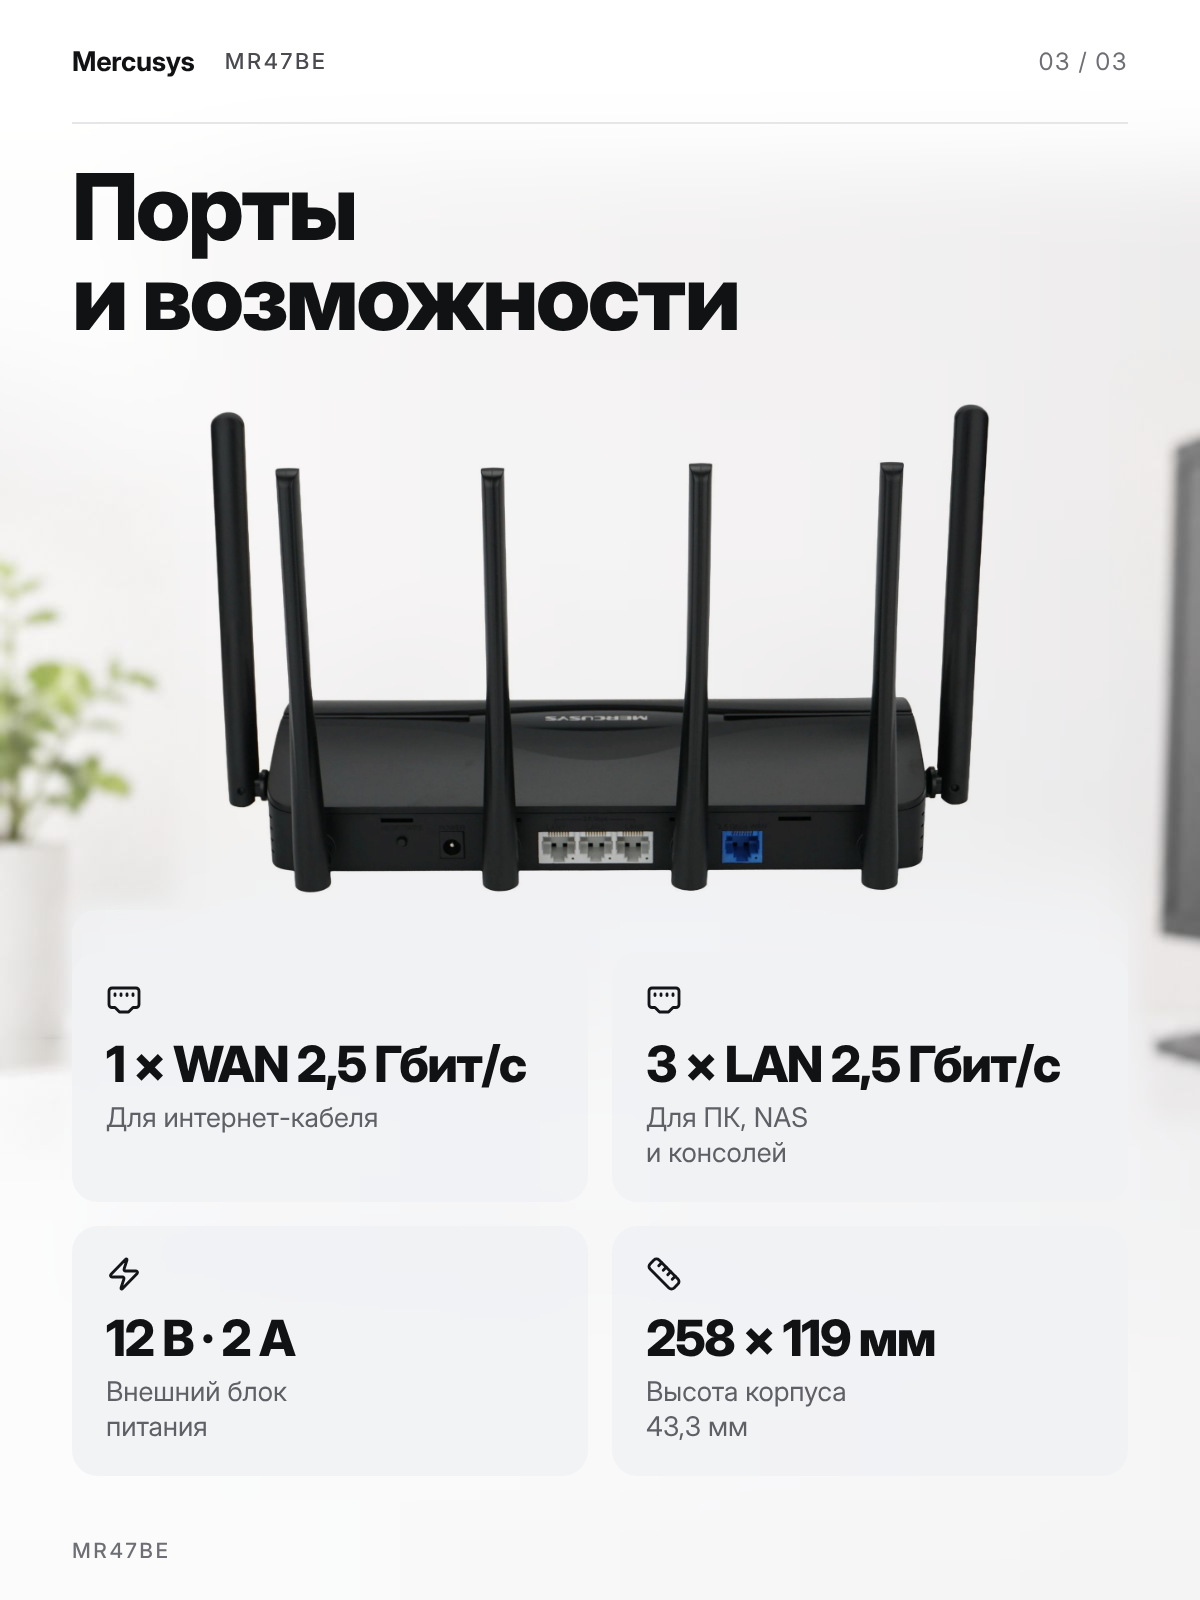 Mercusys MR47BE 03 / 03
Порты
и возможности
MERCUSYS
1 × WAN 2,5 Гбит/с
Для интернет-кабеля
3 × LAN 2,5 Гбит/с
Для ПК, NAS
и консолей
12 В · 2 А
Внешний блок
питания
258 × 119 мм
Высота корпуса
43,3 мм
MR47BE